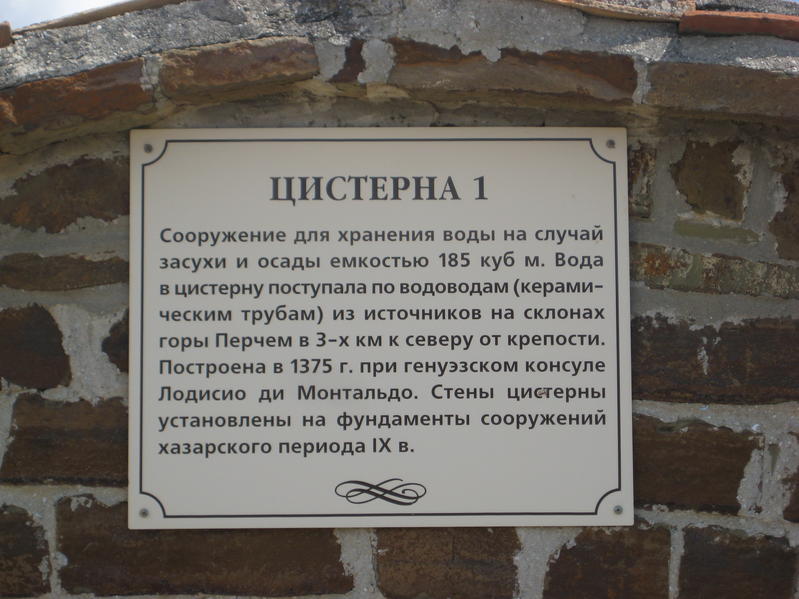 ЦИСТЕРНА 1
Сооружение для хранения воды на случай
засухи и осады емкостью 185 куб м. Вода
в цистерну поступала по водоводам (керами-
ческим трубам) из источников на склонах
горы Перчем в 3-х км к северу от крепости.
Построена в 1375 г. при генуэзском консуле
Лодисио ди Монтальдо. Стены цистерны
установлены на фундаменты сооружений
хазарского периода IX в.